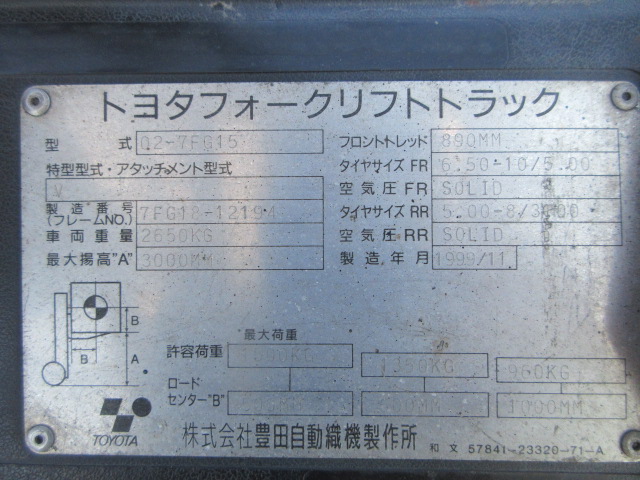 トヨタフォークリフトトラック
型 式 02-7FG15 フロントトレッド 890MM
特型型式・アタッチメント型式 タイヤサイズ FR 6.50-10/5.00
V 空気圧 FR SOLID
製造番号 (フレームNO.) 7FG18-12194 タイヤサイズ RR
車両重量 2650KG 空気圧 RR SOLID
最大揚高"A" 3000MM 製造年月 1999/11
最大荷重
許容荷重 1350KG 960KG
B
B A
ロード
センター"B" 1000MM
TOYOTA 株式会社豊田自動織機製作所 和文 57841-23320-71-A